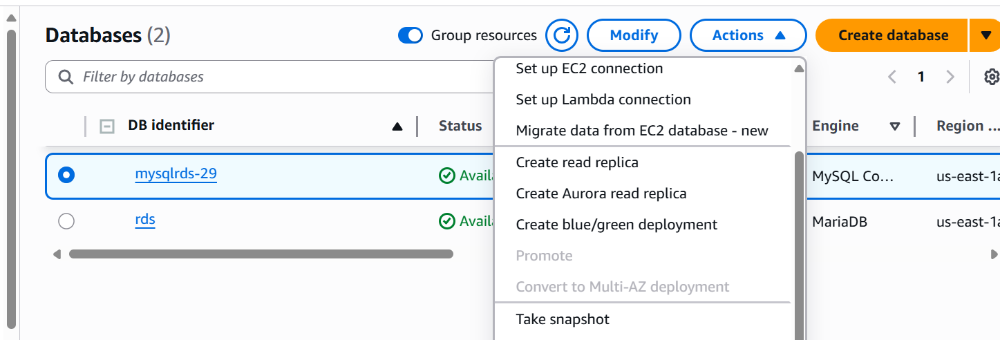 Databases (2)
Group resources
Modify
Actions
Create database
Filter by databases
1
DB identifier
Status
Engine
Region ...
mysqlrds-29
MySQL Co...
us-east-1a
rds
MariaDB
us-east-1a
Set up EC2 connection
Set up Lambda connection
Migrate data from EC2 database - new
Create read replica
Create Aurora read replica
Create blue/green deployment
Promote
Convert to Multi-AZ deployment
Take snapshot